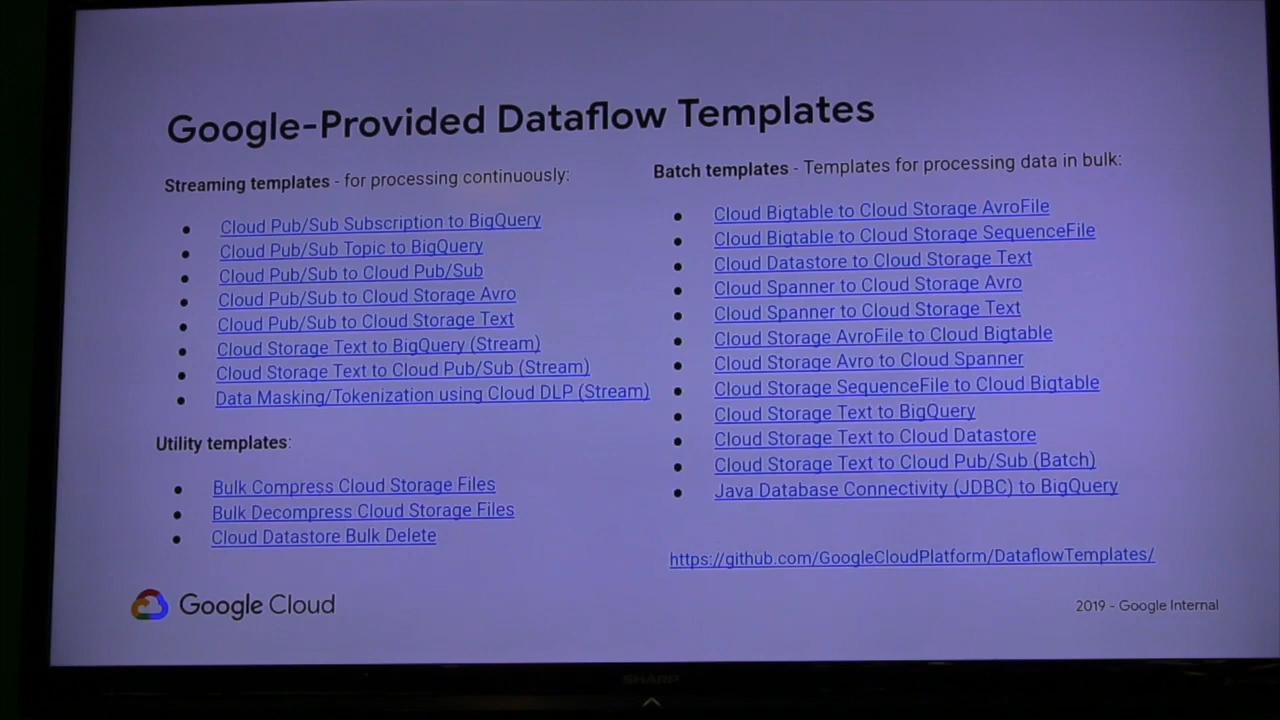 Google-Provided Dataflow Templates
Streaming templates - for processing continuously:
Cloud Pub/Sub Subscription to BigQuery
Cloud Pub/Sub Topic to BigQuery
Cloud Pub/Sub to Cloud Pub/Sub
Cloud Pub/Sub to Cloud Storage Avro
Cloud Pub/Sub to Cloud Storage Text
Cloud Storage Text to BigQuery (Stream)
Cloud Storage Text to Cloud Pub/Sub (Stream)
Data Masking/Tokenization using Cloud DLP (Stream)
Utility templates:
Bulk Compress Cloud Storage Files
Bulk Decompress Cloud Storage Files
Cloud Datastore Bulk Delete
Batch templates - Templates for processing data in bulk:
Cloud Bigtable to Cloud Storage AvroFile
Cloud Bigtable to Cloud Storage SequenceFile
Cloud Datastore to Cloud Storage Text
Cloud Spanner to Cloud Storage Avro
Cloud Spanner to Cloud Storage Text
Cloud Storage AvroFile to Cloud Bigtable
Cloud Storage Avro to Cloud Spanner
Cloud Storage SequenceFile to Cloud Bigtable
Cloud Storage Text to BigQuery
Cloud Storage Text to Cloud Datastore
Cloud Storage Text to Cloud Pub/Sub (Batch)
Java Database Connectivity (JDBC) to BigQuery
https://github.com/GoogleCloudPlatform/DataflowTemplates/
Google Cloud
2019 - Google Internal
SHARP